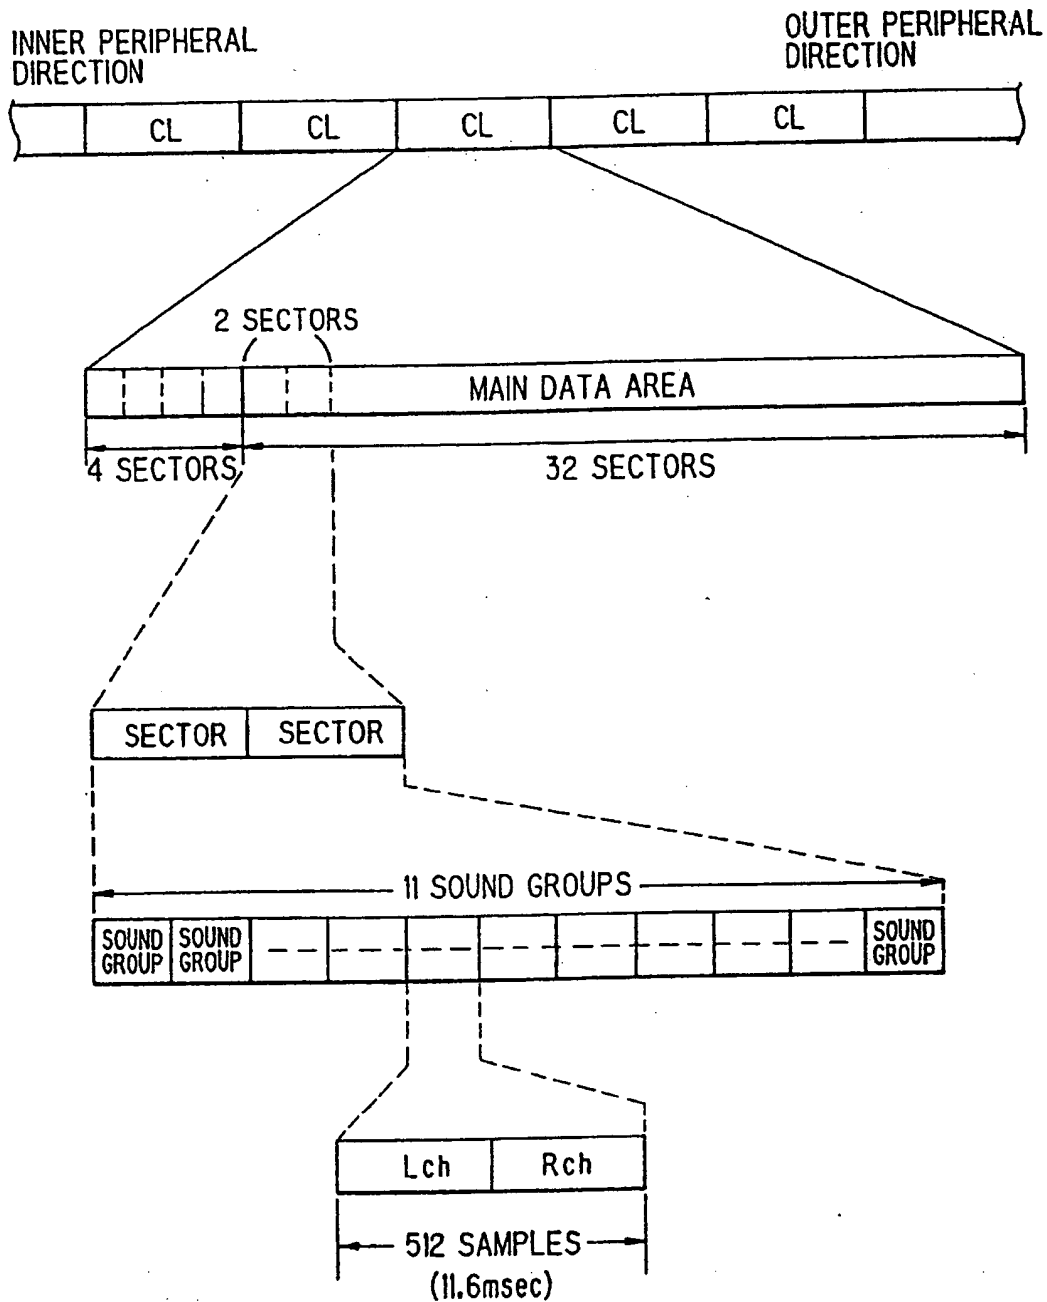 INNER PERIPHERAL
DIRECTION
OUTER PERIPHERAL
DIRECTION
CL CL CL CL CL
2 SECTORS
MAIN DATA AREA
4 SECTORS
32 SECTORS
SECTOR SECTOR
11 SOUND GROUPS
SOUND
GROUP
SOUND
GROUP
SOUND
GROUP
Lch Rch
512 SAMPLES
(11.6msec)